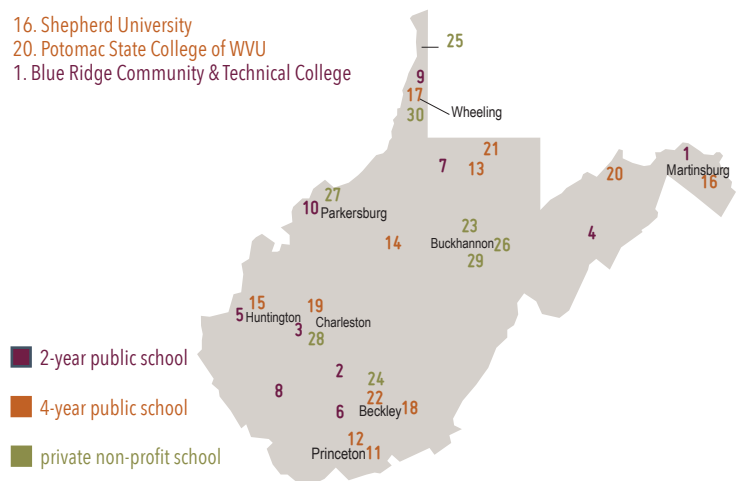 16. Shepherd University
20. Potomac State College of WVU
1. Blue Ridge Community & Technical College
25
9
17
Wheeling
30
21
7
13
1
Martinsburg
20
16
27
10
Parkersburg
23
4
14
Buckhannon
26
29
15
19
5
Huntington
3
Charleston
28
2-year public school
2
24
8
22
4-year public school
6
Beckley
18
12
Princeton
11
private non-profit school